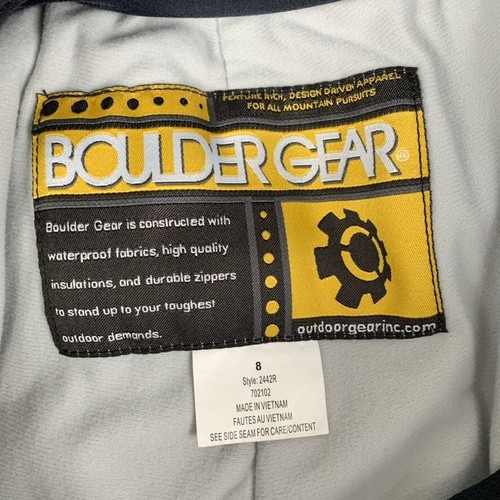 FEATURE RICH, DESIGN DRIVEN APPAREL
FOR ALL MOUNTAIN PURSUITS
BOULDER GEAR®
Boulder Gear is constructed with
waterproof fabrics, high quality
insulations, and durable zippers
to stand up to your toughest
outdoor demands.
outdoorgearinc.com
8
Style: 2442R
702102
MADE IN VIETNAM
FAUTES AU VIETNAM
SEE SIDE SEAM FOR CARE/CONTENT